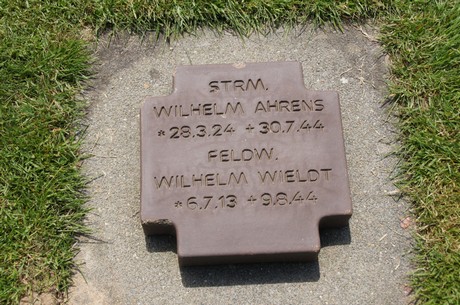 STRM.
WILHELM AHRENS
*28.3.24 +30.7.44
FELDW.
WILHELM WIELDT
*6.7.13 +9.8.44